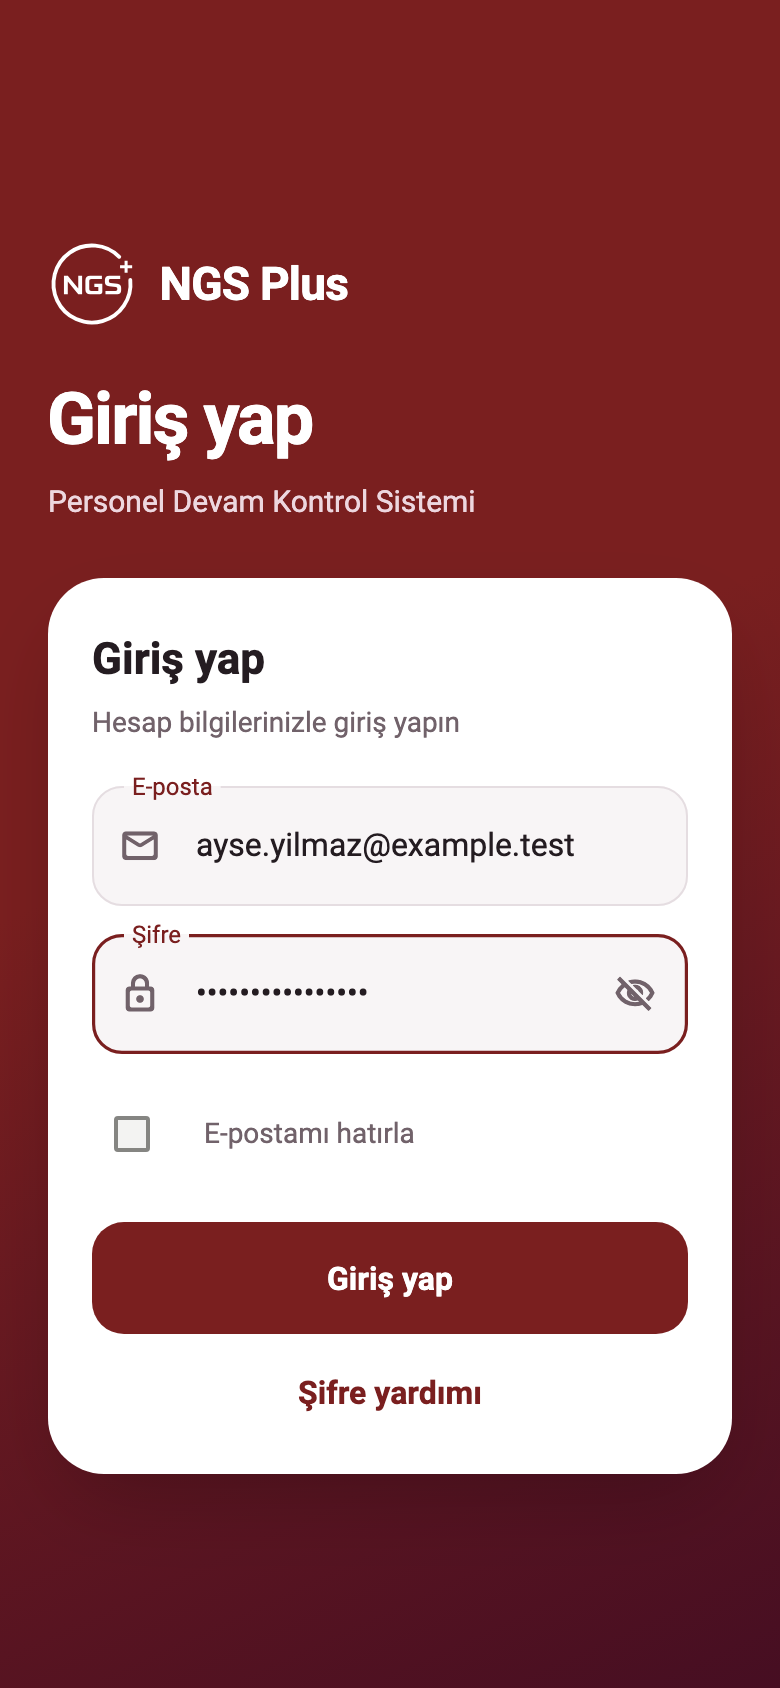 NGS+
NGS Plus
Giriş yap
Personel Devam Kontrol Sistemi
Giriş yap
Hesap bilgilerinizle giriş yapın
E-posta
ayse.yilmaz@example.test
Şifre
••••••••••••••••
E-postamı hatırla
Giriş yap
Şifre yardımı